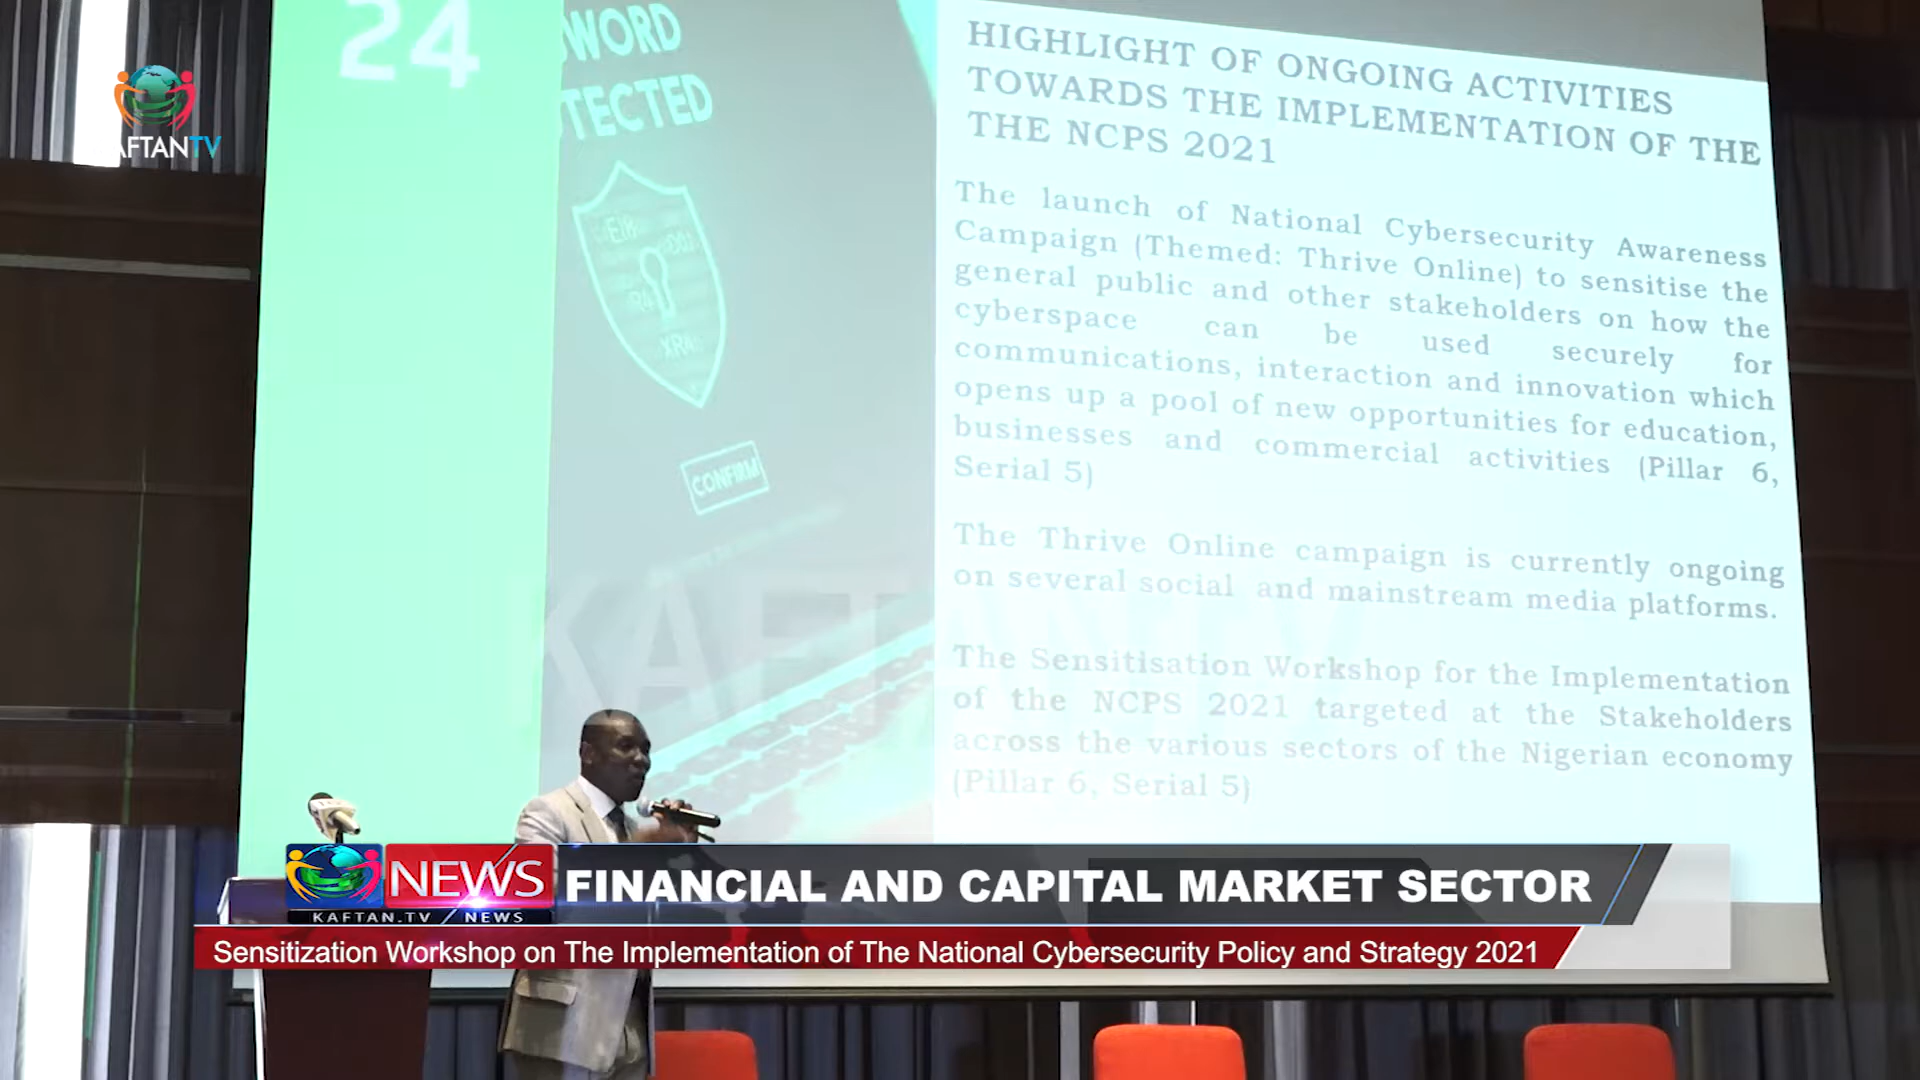 24
WORD
TECTED
CONFIRM
AFTANTV
HIGHLIGHT OF ONGOING ACTIVITIES
TOWARDS THE IMPLEMENTATION OF THE
THE NCPS 2021
The launch of National Cybersecurity Awareness
Campaign (Themed: Thrive Online) to sensitise the
general public and other stakeholders on how the
cyberspace can be used securely for
communications, interaction and innovation which
opens up a pool of new opportunities for education,
businesses and commercial activities (Pillar 6,
Serial 5)
The Thrive Online campaign is currently ongoing
on several social and mainstream media platforms.
The Sensitisation Workshop for the Implementation
of the NCPS 2021 targeted at the Stakeholders
across the various sectors of the Nigerian economy
(Pillar 6, Serial 5)
KAFTANTV
NEWS
KAFTAN.TV / NEWS
FINANCIAL AND CAPITAL MARKET SECTOR
Sensitization Workshop on The Implementation of The National Cybersecurity Policy and Strategy 2021